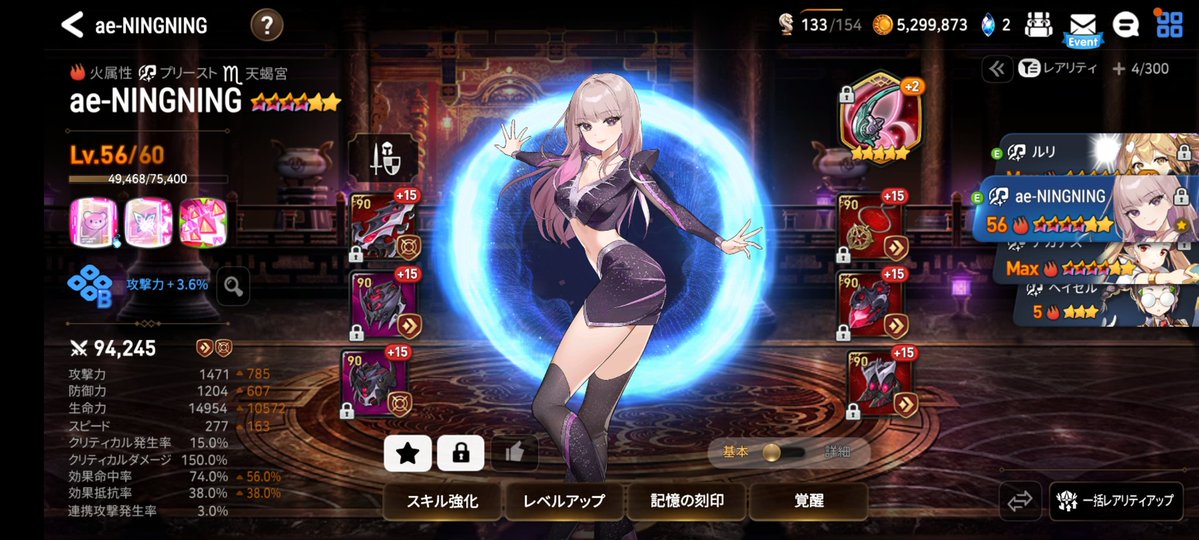 ae-NINGNING
?
133/154
5,299,873
2
Event
火属性 プリースト 天蝎宮
ae-NINGNING
Lv.56/60
49,468/75,400
B
攻撃力+3.6%
94,245
攻撃力 1471 785
防御力 1204 607
生命力 14954 10572
スピード 277 163
クリティカル発生率 15.0%
クリティカルダメージ 150.0%
効果命中率 74.0% 56.0%
効果抵抗率 38.0% 38.0%
連携攻撃発生率 3.0%
90 +15
90 +15
90 +15
+2
90 +15
90 +15
90 +15
レアリティ + 4/300
E ルリ
E ae-NINGNING
56
Max
ヘイゼル
5
基本 詳細
スキル強化
レベルアップ
記憶の刻印
覚醒
一括レアリティアップ